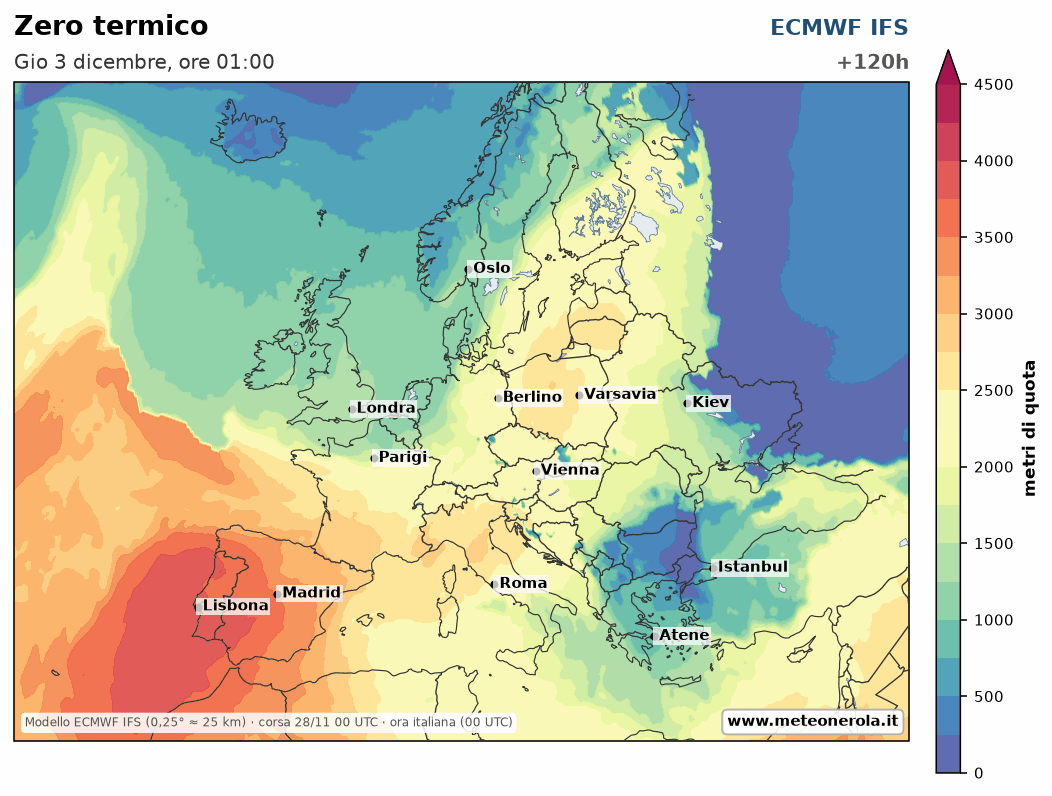 Zero termico
ECMWF IFS
Gio 3 dicembre, ore 01:00
+120h
4500
4000
3500
3000
2500
2000
1500
1000
500
0
metri di quota
Oslo
Londra
Berlino
Varsavia
Kiev
Parigi
Vienna
Istanbul
Roma
Madrid
Lisbona
Atene
Modello ECMWF IFS (0,25° ≈ 25 km) · corsa 28/11 00 UTC · ora italiana (00 UTC)
www.meteonerola.it